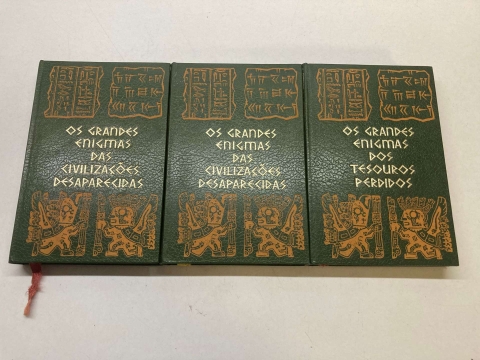 OS GRANDES
ENIGMAS
DAS
CIVILIZAÇÕES
DESAPARECIDAS
OS GRANDES
ENIGMAS
DAS
CIVILIZAÇÕES
DESAPARECIDAS
OS GRANDES
ENIGMAS
DOS
TESOUROS
PERDIDOS